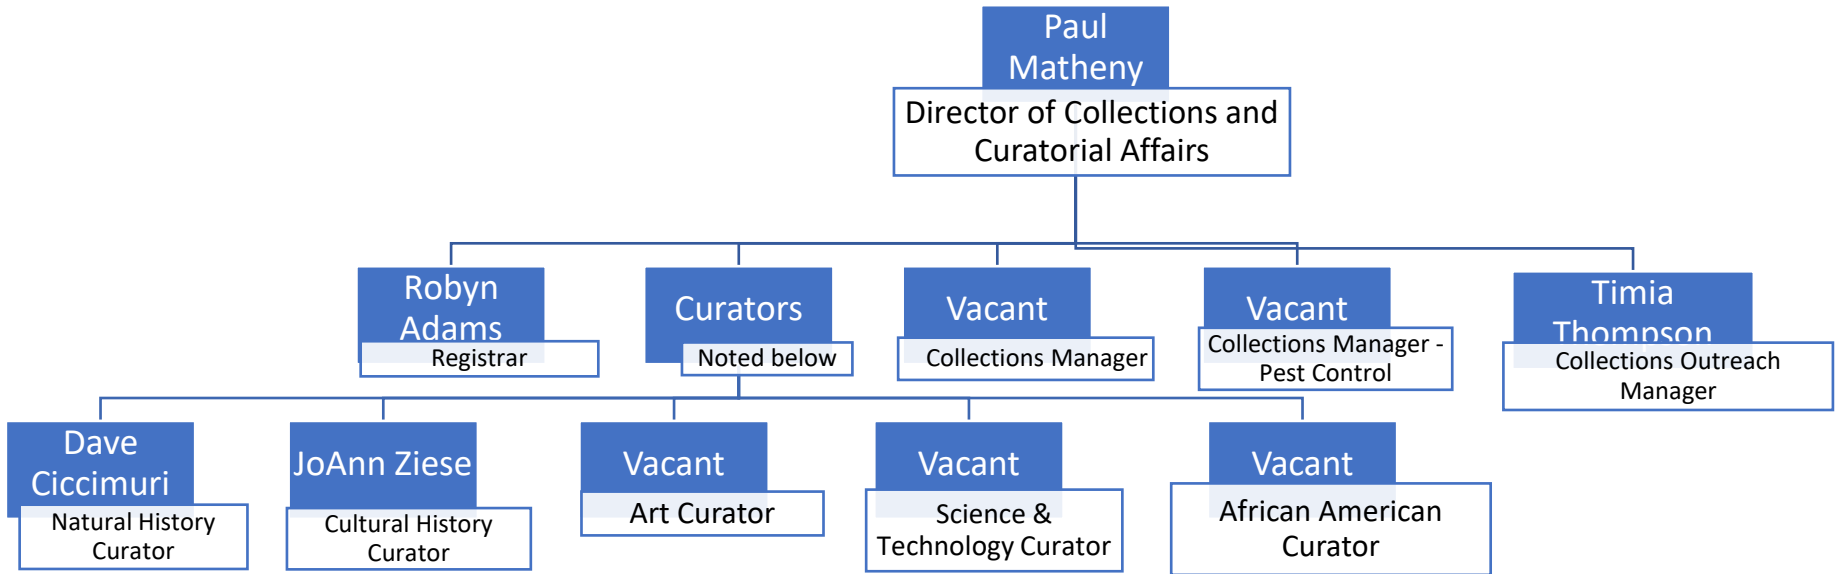 Paul
Matheny
Director of Collections and
Curatorial Affairs
Robyn
Adams
Registrar
Curators
Noted below
Vacant
Collections Manager
Vacant
Collections Manager -
Pest Control
Timia
Thompson
Collections Outreach
Manager
Dave
Ciccimuri
Natural History
Curator
JoAnn Ziese
Cultural History
Curator
Vacant
Art Curator
Vacant
Science &
Technology Curator
Vacant
African American
Curator